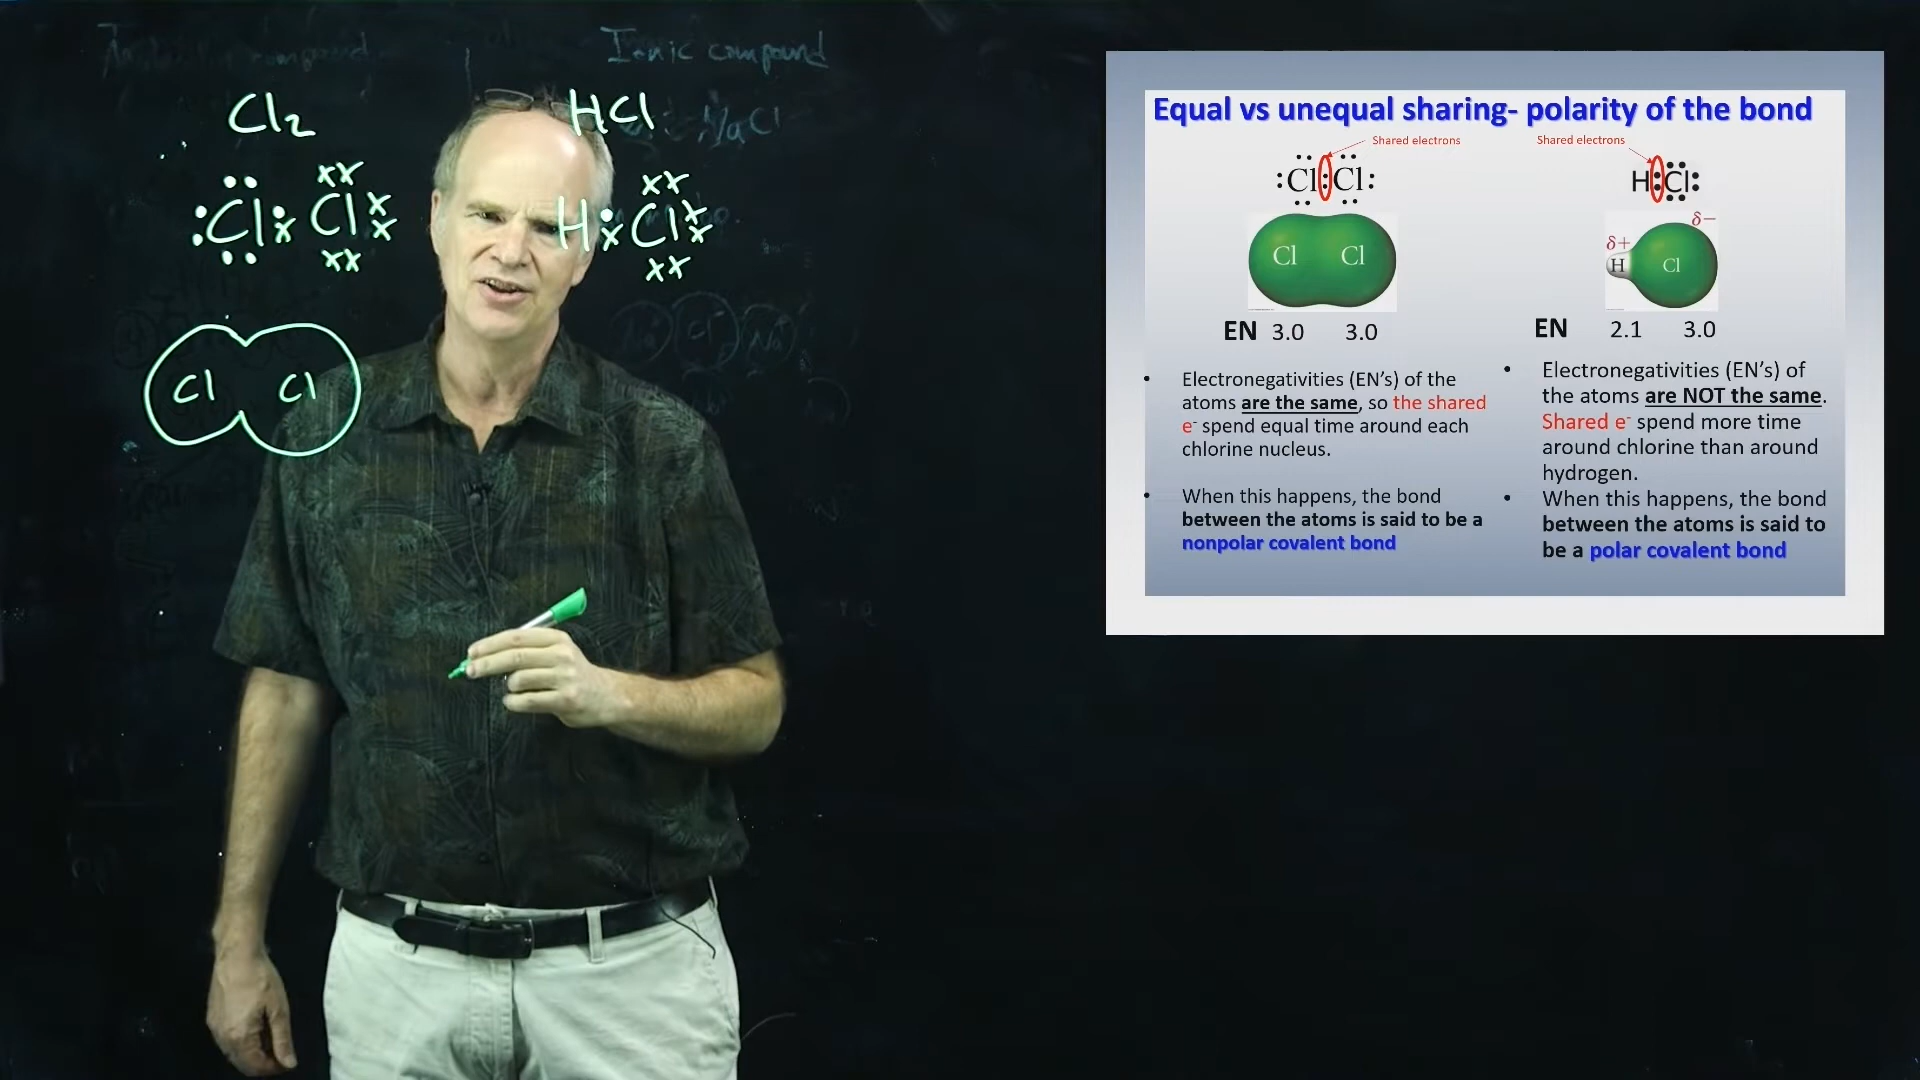 Ionic compound
Cl2
HCl
NaCl
Cl Cl
H Cl
Cl Cl
Equal vs unequal sharing- polarity of the bond
Shared electrons
Shared electrons
:Cl:Cl:
H:Cl:
δ+
δ−
Cl Cl
H Cl
EN 3.0 3.0
EN 2.1 3.0
• Electronegativities (EN's) of the
atoms are the same, so the shared
e- spend equal time around each
chlorine nucleus.
• When this happens, the bond
between the atoms is said to be a
nonpolar covalent bond
• Electronegativities (EN's) of
the atoms are NOT the same.
Shared e- spend more time
around chlorine than around
hydrogen.
• When this happens, the bond
between the atoms is said to
be a polar covalent bond